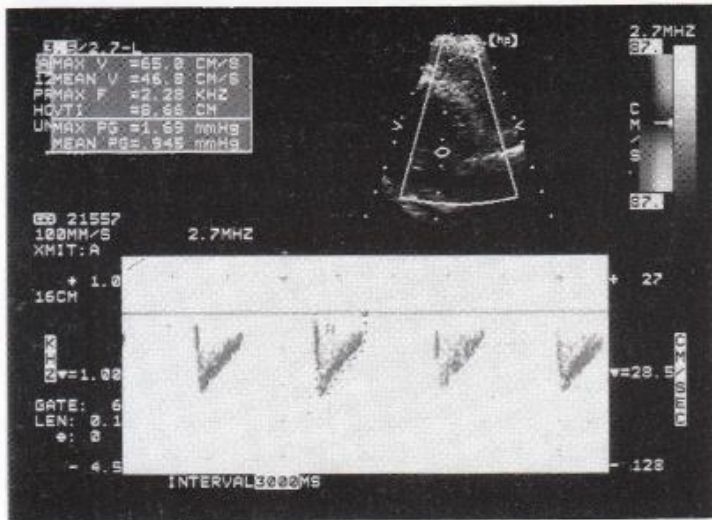 3.5/2.7-L
MAX V =65.0 CM/S
MEAN V =46.8 CM/S
MAX F =2.28 KHZ
VTI =8.66 CM
MAX PG =1.69 mmHg
MEAN PG=.945 mmHg
[hp]
2.7MHZ
87.
CM/S
87.
21557
100MM/S
2.7MHZ
XMIT:A
+ 1.0
+ 27
16CM
KHZ
▼=1.00
▼=28.5
CM/SEC
GATE: 6
LEN: 0.1
θ: 0
- 4.5
- 128
INTERVAL3000MS